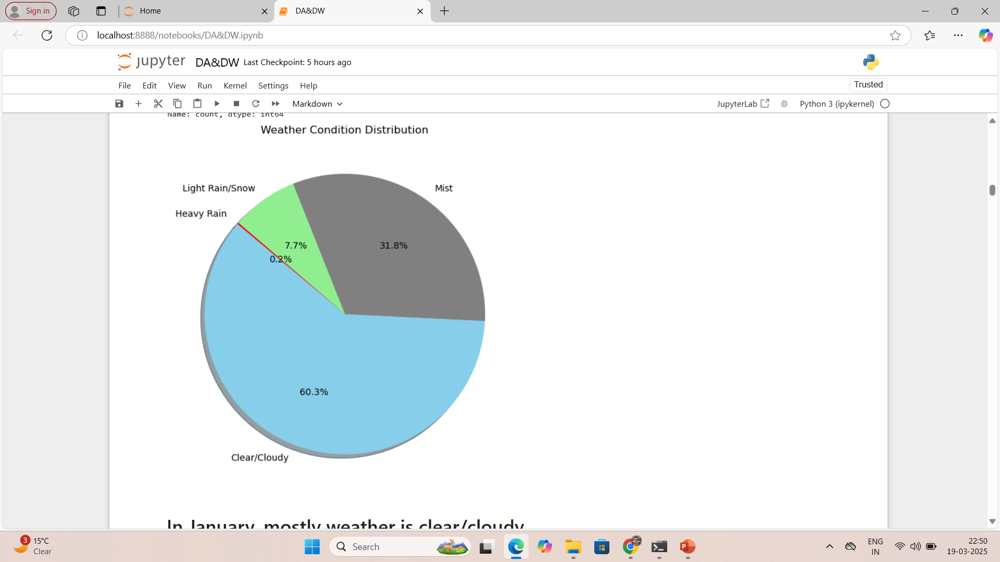 Sign in
Home
DA&DW
localhost:8888/notebooks/DA&DW.ipynb
jupyter DA&DW Last Checkpoint: 5 hours ago
File Edit View Run Kernel Settings Help
Trusted
Markdown
JupyterLab
Python 3 (ipykernel)
Name: count, dtype: int64
Weather Condition Distribution
Light Rain/Snow
Mist
Heavy Rain
7.7%
31.8%
0.2%
60.3%
Clear/Cloudy
In January, mostly weather is clear/cloudy
3
15°C
Clear
Search
P
ENG
IN
22:50
19-03-2025